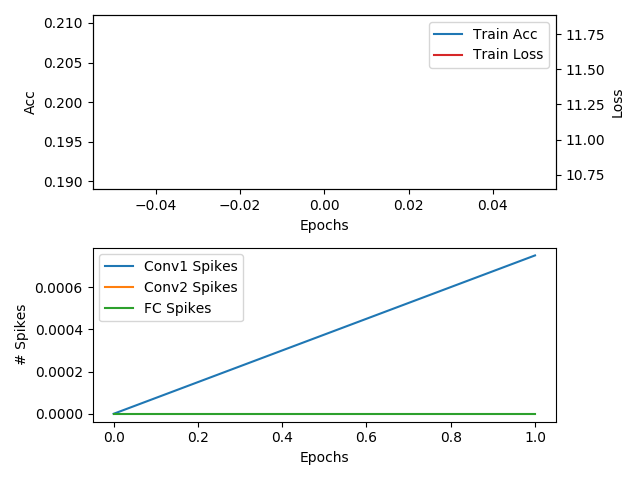 0.210
0.205
0.200
0.195
0.190
Acc
Train Acc
Train Loss
11.75
11.50
11.25
11.00
10.75
Loss
−0.04 −0.02 0.00 0.02 0.04
Epochs
Conv1 Spikes
Conv2 Spikes
FC Spikes
0.0006
0.0004
0.0002
0.0000
# Spikes
0.0 0.2 0.4 0.6 0.8 1.0
Epochs